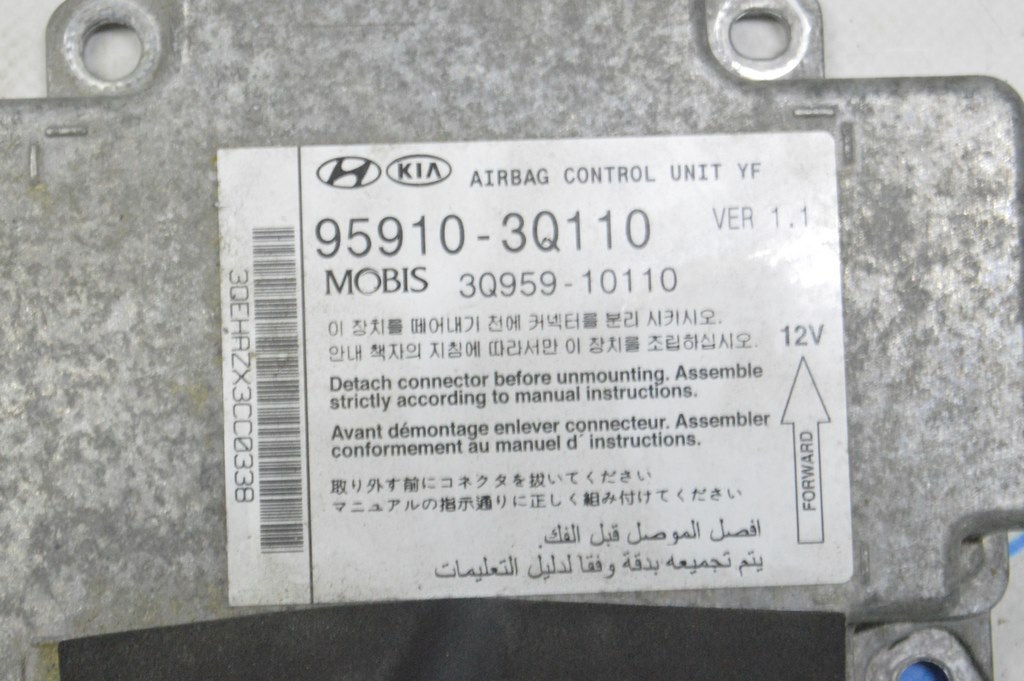 KIA AIRBAG CONTROL UNIT YF
95910-3Q110 VER 1.1
MOBIS 3Q959-10110
이 장치를 떼어내기 전에 커넥터를 분리 시키시오.
안내 책자의 지침에 따라서만 이 장치를 조립하십시오.
12V
Detach connector before unmounting. Assemble
strictly according to manual instructions.
Avant démontage enlever connecteur. Assembler
conformement au manuel d´ instructions.
取り外す前にコネクタを抜いてください
マニュアルの指示通りに正しく組み付けてください
افصل الموصل قبل الفك.
يتم تجميعه بدقة وفقا لدليل التعليمات
FORWARD
3QEHAZX3CC0338